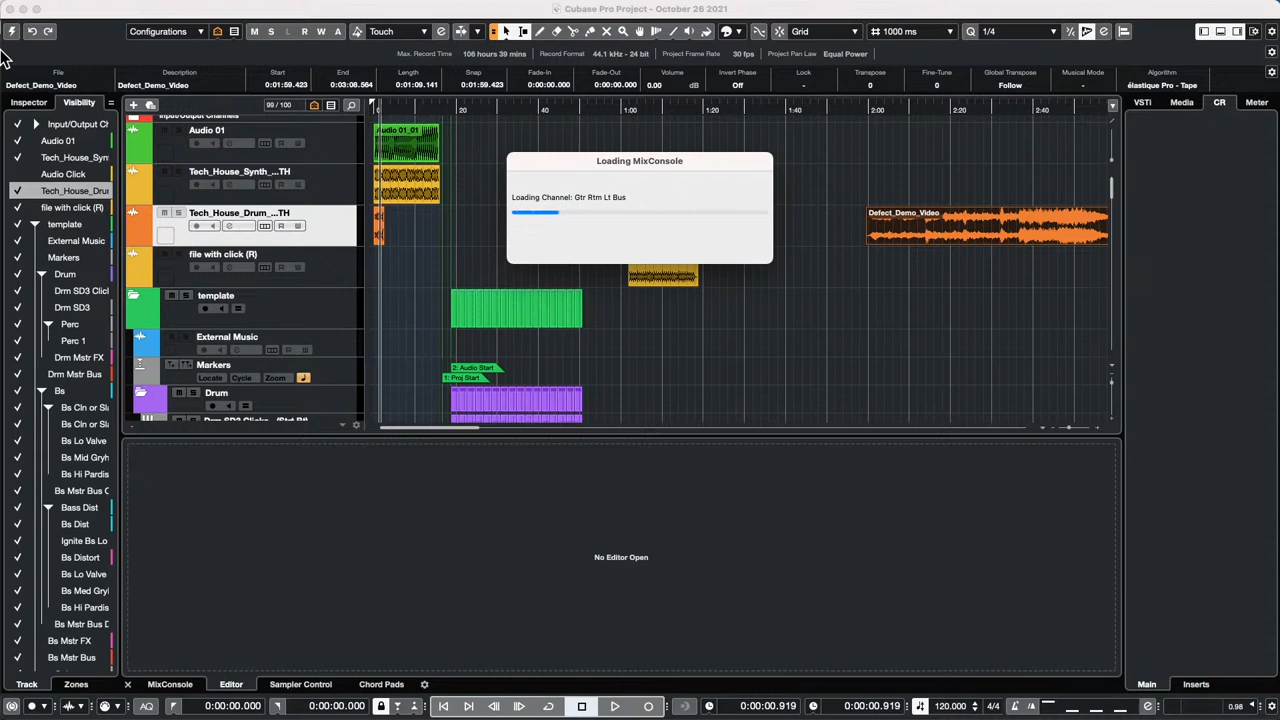 Cubase Pro Project - October 26 2021
Configurations M S L R W A Touch Grid 1000 ms Q 1/4
Max. Record Time 106 hours 39 mins Record Format 44.1 kHz - 24 bit Project Frame Rate 30 fps Project Pan Law Equal Power
File Description Start End Length Snap Fade-In Fade-Out Volume Invert Phase Lock Transpose Fine-Tune Global Transpose Musical Mode Algorithm
Defect_Demo_Video Defect_Demo_Video 0:01:59.423 0:03:08.564 0:01:09.141 0:01:59.423 0:00:00.000 0:00:00.000 0.00 dB Off - 0 0 Follow - élastique Pro - Tape
Inspector Visibility
99 / 100
0 20 40 1:00 1:20 1:40 2:00 2:20 2:40
VSTi Media CR Meter
Input/Output Ch
Audio 01
Tech_House_Syn
Audio Click
Tech_House_Dru
file with click (R)
template
External Music
Markers
Drum
Drm SD3 Clic
Drm SD3
Perc
Perc 1
Drm Mstr FX
Drm Mstr Bus
Bs
Bs Cln or Sl
Bs Cln or
Bs Lo Valve
Bs Mid Gryh
Bs Hi Pardis
Bs Mstr Bus C
Bass Dist
Bs Dist
Ignite Bs Lo
Bs Distort
Bs Lo Valve
Bs Med Gryl
Bs Hi Pardis
Bs Mstr Bus D
Bs Mstr FX
Bs Mstr Bus
Input/Output Channels
Audio 01
Tech_House_Synth_...TH
Tech_House_Drum_...TH
M S
R W
file with click (R)
template
M S
External Music
Markers
Locate Cycle Zoom
Drum
Audio 01_01
Defect_Demo_Video
2: Audio Start
1: Proj Start
Loading MixConsole
Loading Channel: Gtr Rtm Lt Bus
No Editor Open
Track Zones MixConsole Editor Sampler Control Chord Pads Main Inserts
AQ 0:00:00.000 0:00:00.000 0:00:00.919 0:00:00.919 120.000 4/4 0.98